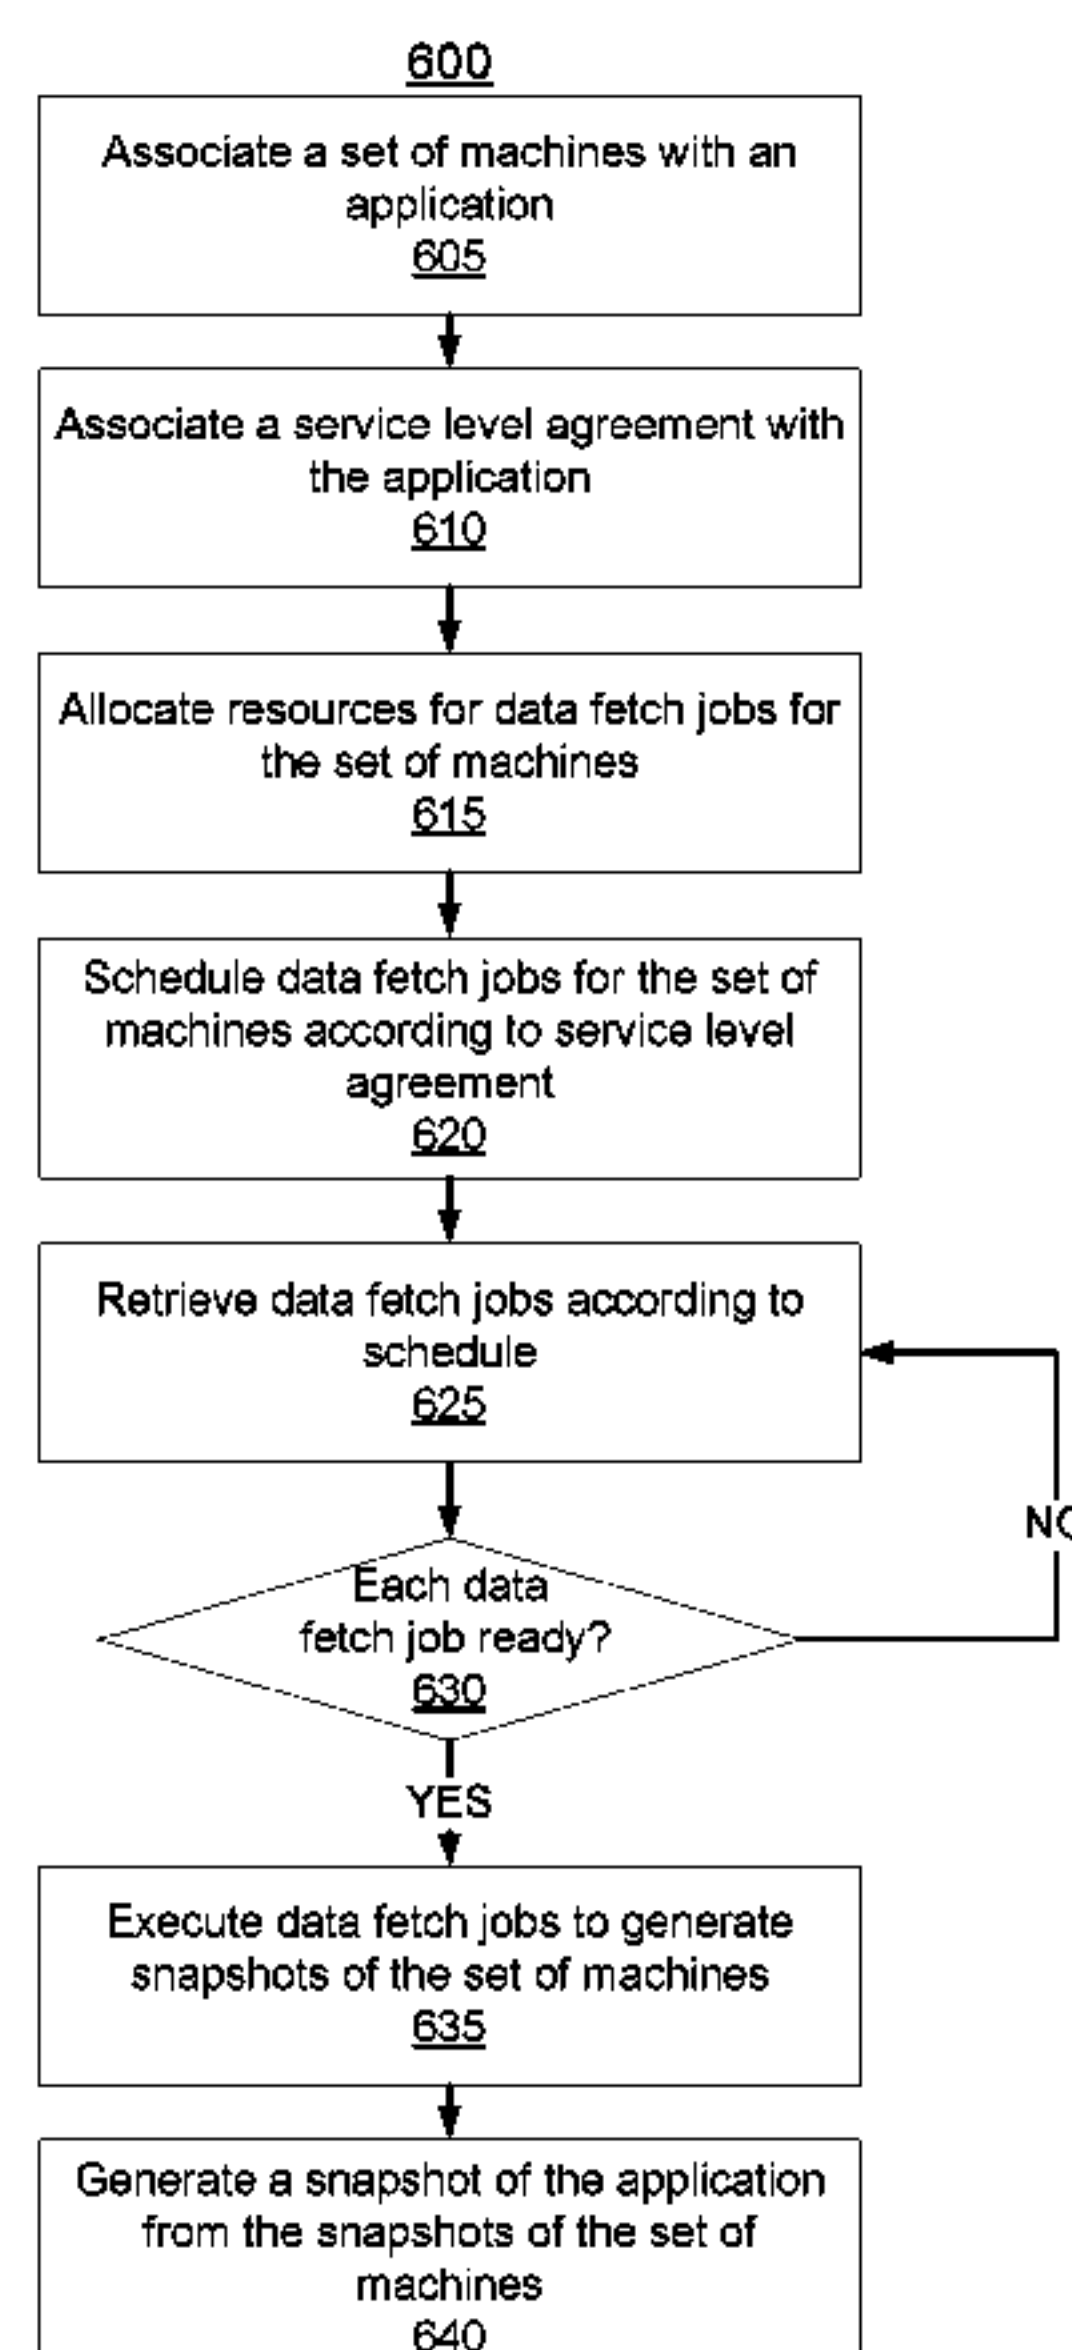 600
Associate a set of machines with an
application
605
Associate a service level agreement with
the application
610
Allocate resources for data fetch jobs for
the set of machines
615
Schedule data fetch jobs for the set of
machines according to service level
agreement
620
Retrieve data fetch jobs according to
schedule
625
Each data
fetch job ready?
630
NO
YES
Execute data fetch jobs to generate
snapshots of the set of machines
635
Generate a snapshot of the application
from the snapshots of the set of
machines
640